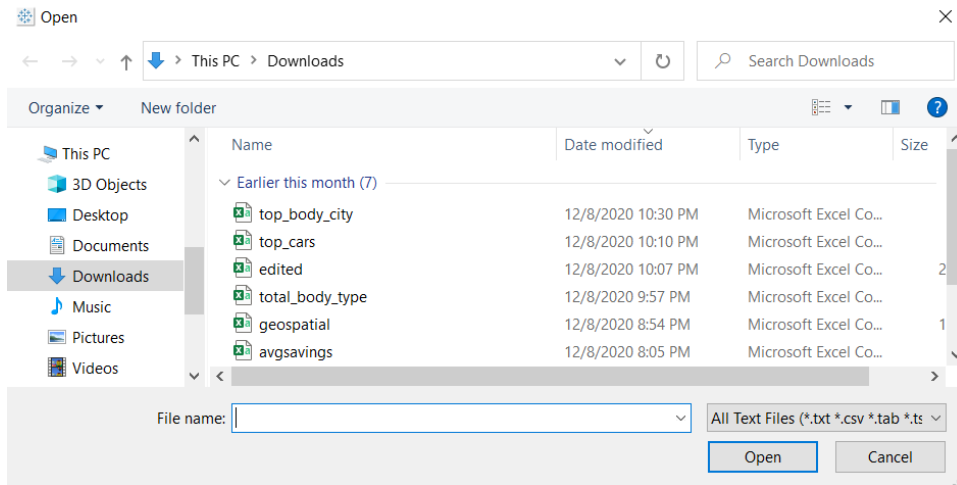 Open
This PC > Downloads
Search Downloads
Organize
New folder
?
Name Date modified Type Size
This PC
3D Objects
Desktop
Documents
Downloads
Music
Pictures
Videos
Earlier this month (7)
top_body_city 12/8/2020 10:30 PM Microsoft Excel Co...
top_cars 12/8/2020 10:10 PM Microsoft Excel Co...
edited 12/8/2020 10:07 PM Microsoft Excel Co... 2
total_body_type 12/8/2020 9:57 PM Microsoft Excel Co...
geospatial 12/8/2020 8:54 PM Microsoft Excel Co... 1
avgsavings 12/8/2020 8:05 PM Microsoft Excel Co...
File name:
All Text Files (*.txt *.csv *.tab *.ts
Open Cancel